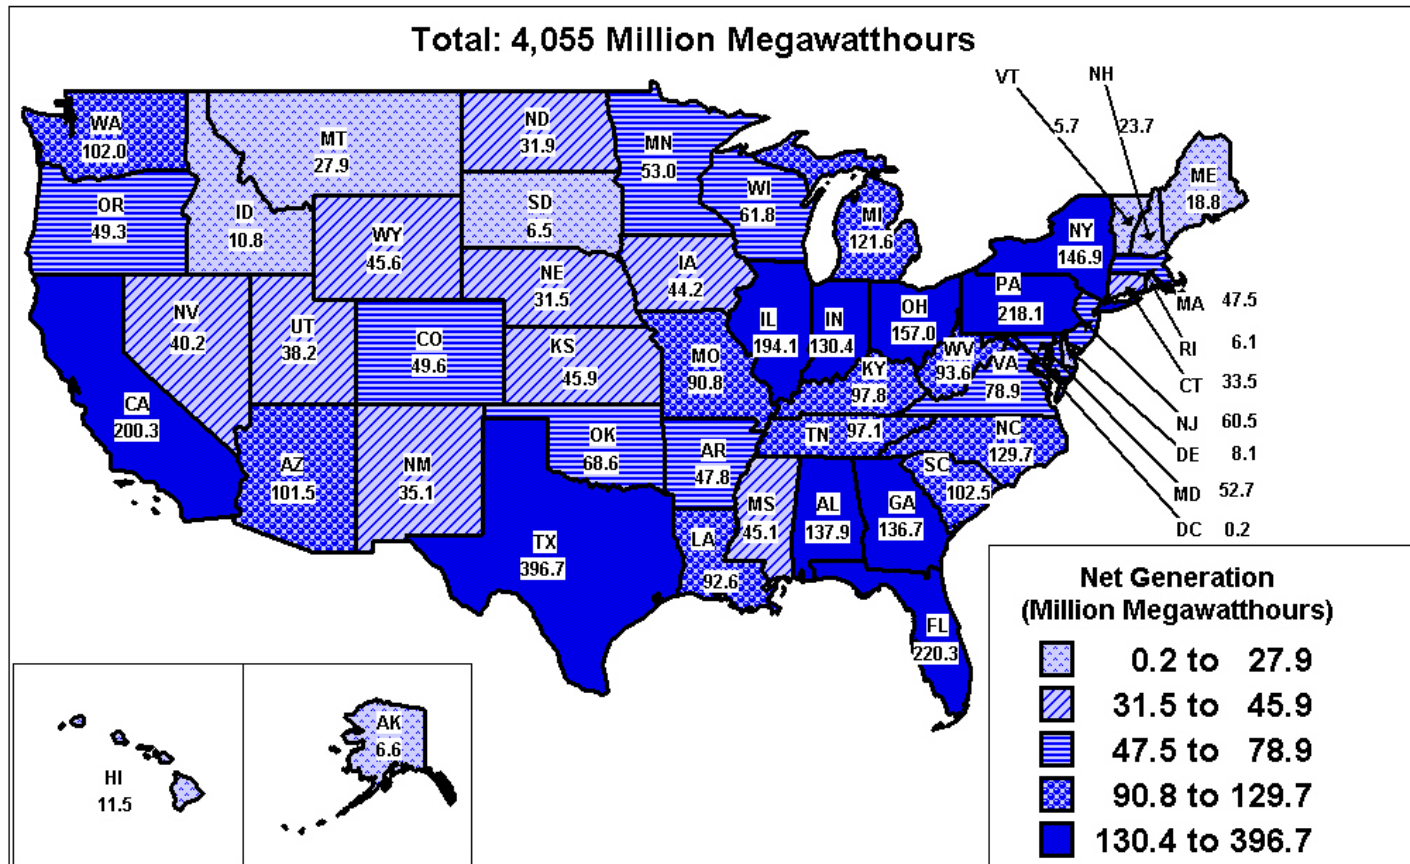 Total: 4,055 Million Megawatthours
VT
NH
5.7
23.7
WA
102.0
MT
27.9
ND
31.9
MN
53.0
ME
18.8
OR
49.3
ID
10.8
SD
6.5
WI
61.8
MI
121.6
NY
146.9
WY
45.6
NE
31.5
IA
44.2
PA
218.1
MA 47.5
NV
40.2
UT
38.2
CO
49.6
KS
45.9
MO
90.8
IL
194.1
IN
130.4
OH
157.0
WV
93.6
VA
78.9
KY
97.8
RI 6.1
CT 33.5
NJ 60.5
DE 8.1
MD 52.7
DC 0.2
CA
200.3
AZ
101.5
NM
35.1
OK
68.6
AR
47.8
TN 97.1
NC
129.7
SC
102.5
MS
45.1
AL
137.9
GA
136.7
TX
396.7
LA
92.6
FL
220.3
HI
11.5
AK
6.6
Net Generation
(Million Megawatthours)
0.2 to 27.9
31.5 to 45.9
47.5 to 78.9
90.8 to 129.7
130.4 to 396.7